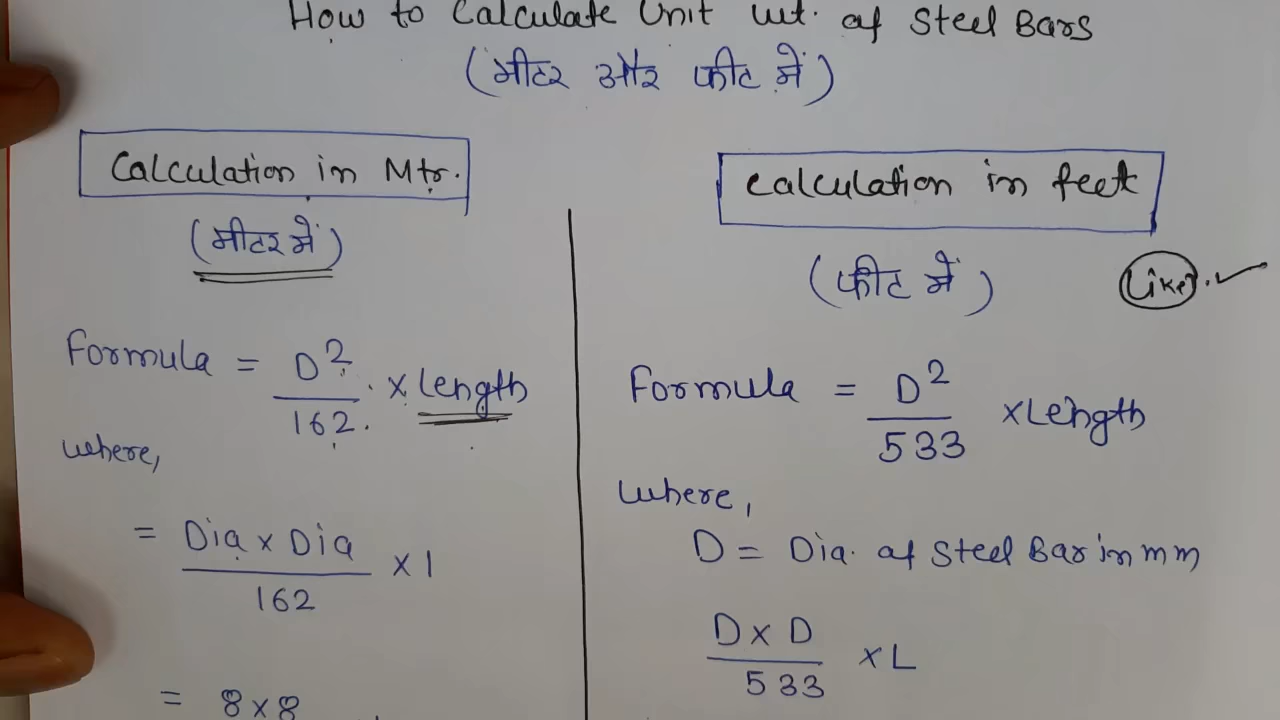 How to Calculate Unit wt. of Steel Bars
(मीटर और फीट में)
Calculation in Mtr.
(मीटर में)
Formula = D²/162 × Length
where,
= Dia × Dia/162 × 1
= 8×8
Calculation in feet
(फीट में)
Like
Formula = D²/533 × Length
where,
D = Dia. of Steel Bar in mm
D × D/533 × L